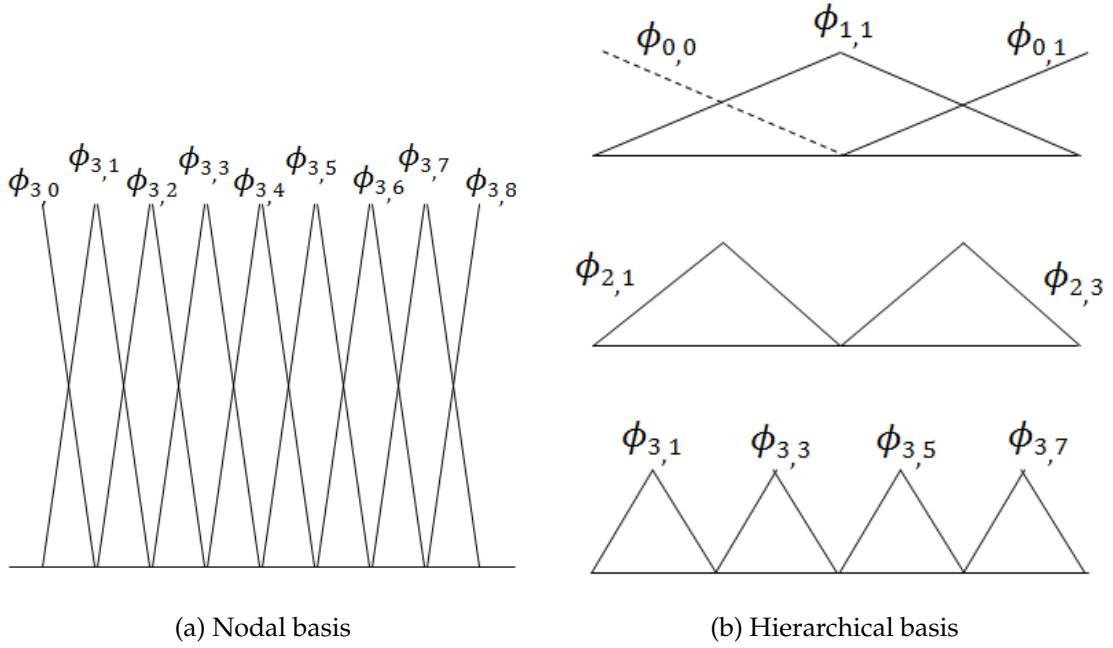 ϕ3,0 ϕ3,1 ϕ3,2 ϕ3,3 ϕ3,4 ϕ3,5 ϕ3,6 ϕ3,7 ϕ3,8
(a) Nodal basis
ϕ0,0 ϕ1,1 ϕ0,1
ϕ2,1 ϕ2,3
ϕ3,1 ϕ3,3 ϕ3,5 ϕ3,7
(b) Hierarchical basis